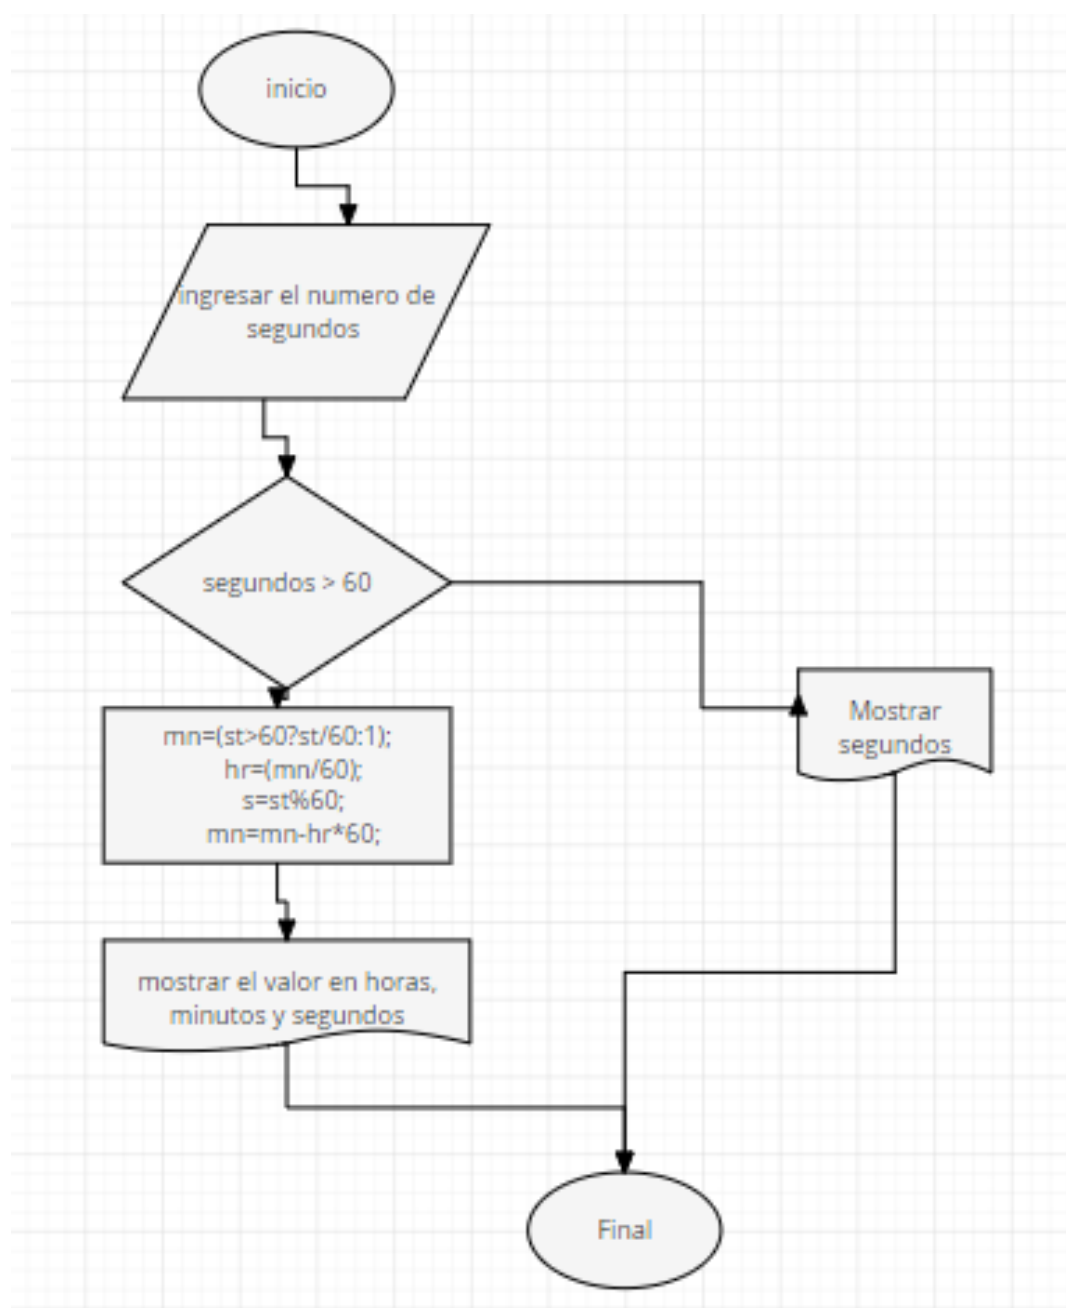 inicio
ingresar el numero de
segundos
segundos > 60
mn=(st>60?st/60:1);
hr=(mn/60);
s=st%60;
mn=mn-hr*60;
Mostrar
segundos
mostrar el valor en horas,
minutos y segundos
Final